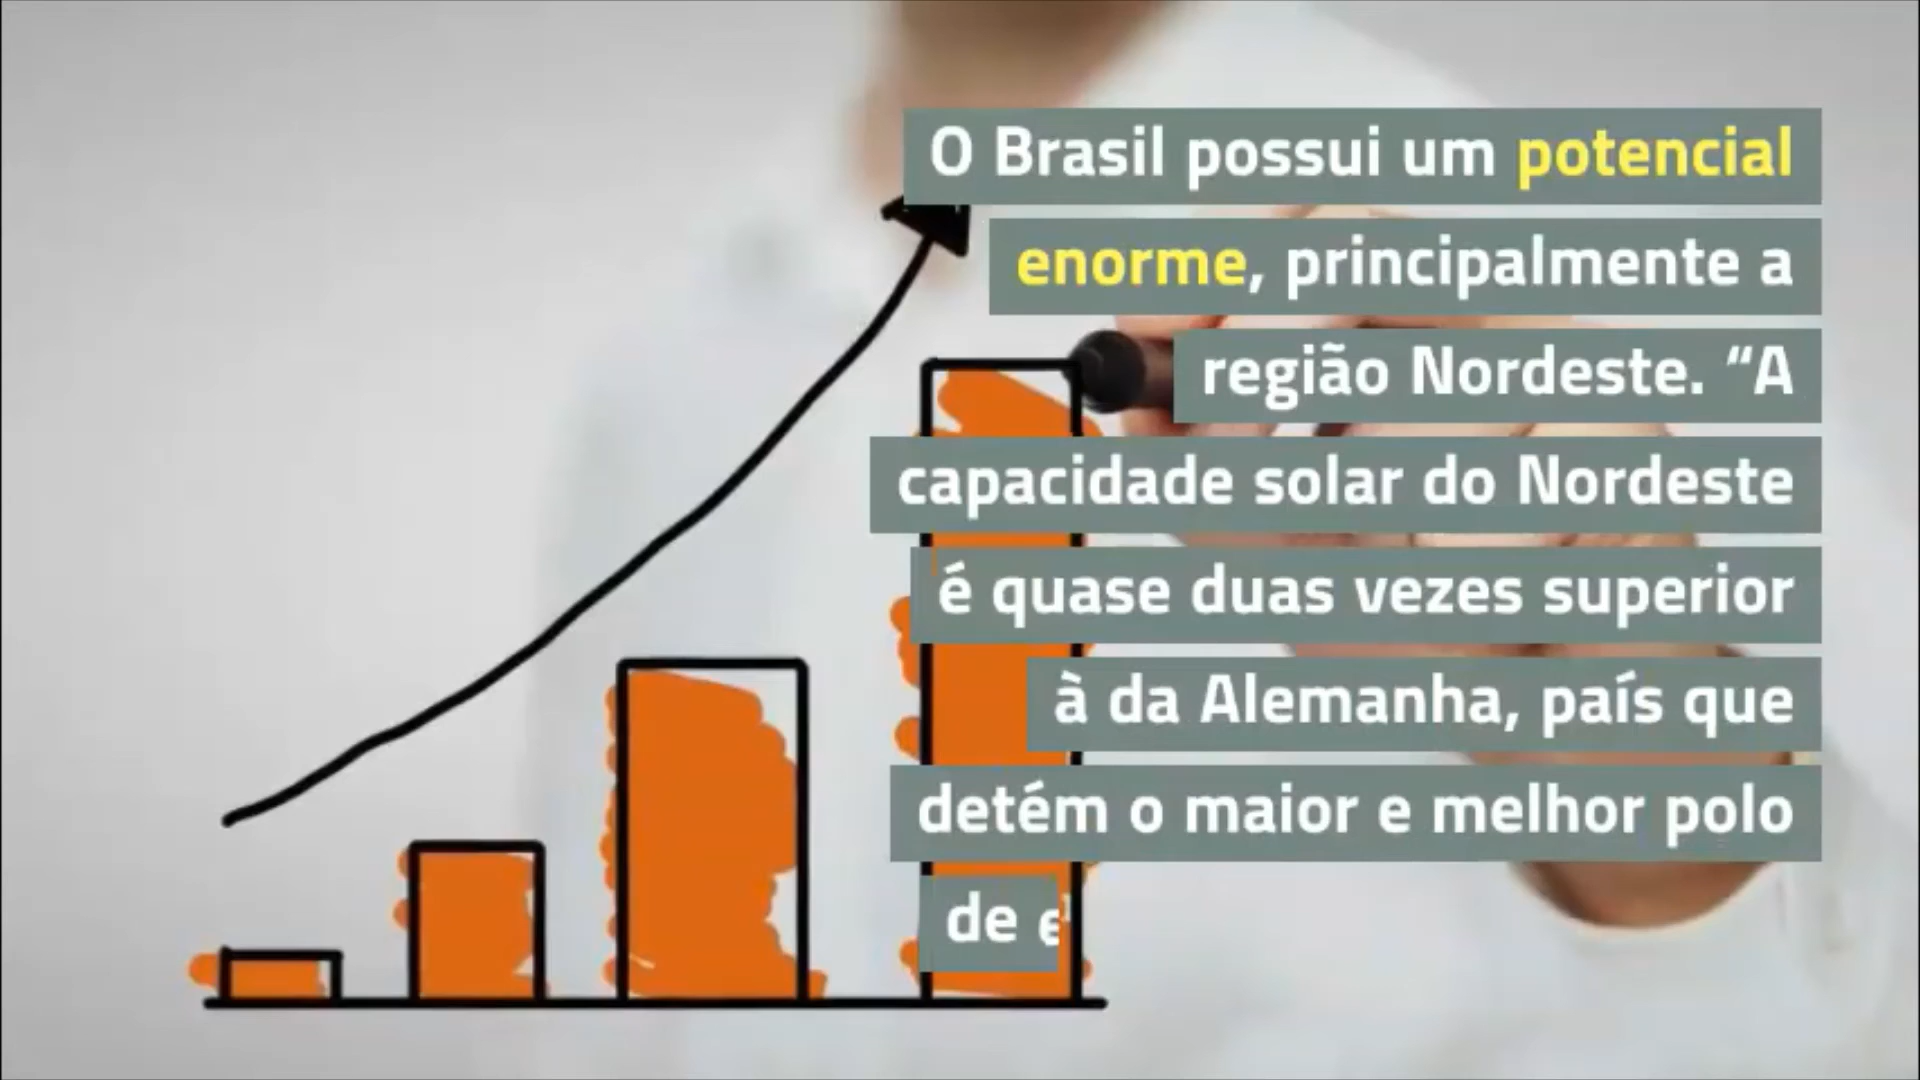 O Brasil possui um potencial
enorme, principalmente a
região Nordeste. “A
capacidade solar do Nordeste
é quase duas vezes superior
à da Alemanha, país que
detém o maior e melhor polo
de